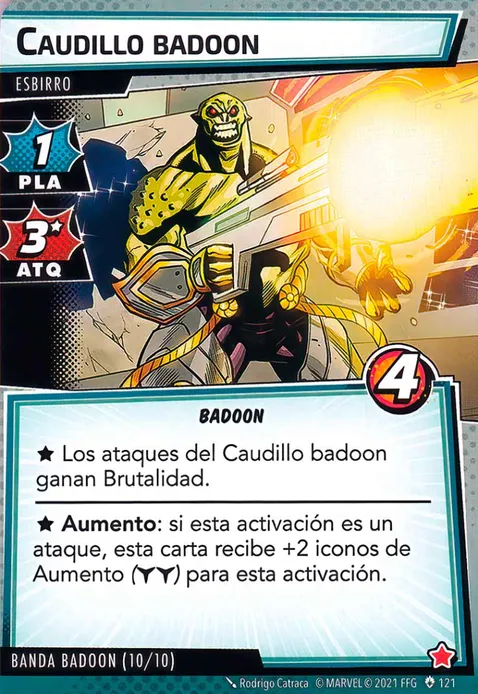 CAUDILLO BADOON
ESBIRRO
1
PLA
3★
ATQ
4
BADOON
★ Los ataques del Caudillo badoon
ganan Brutalidad.
★ Aumento: si esta activación es un
ataque, esta carta recibe +2 iconos de
Aumento () para esta activación.
BANDA BADOON (10/10)
Rodrigo Catraca © MARVEL © 2021 FFG 121